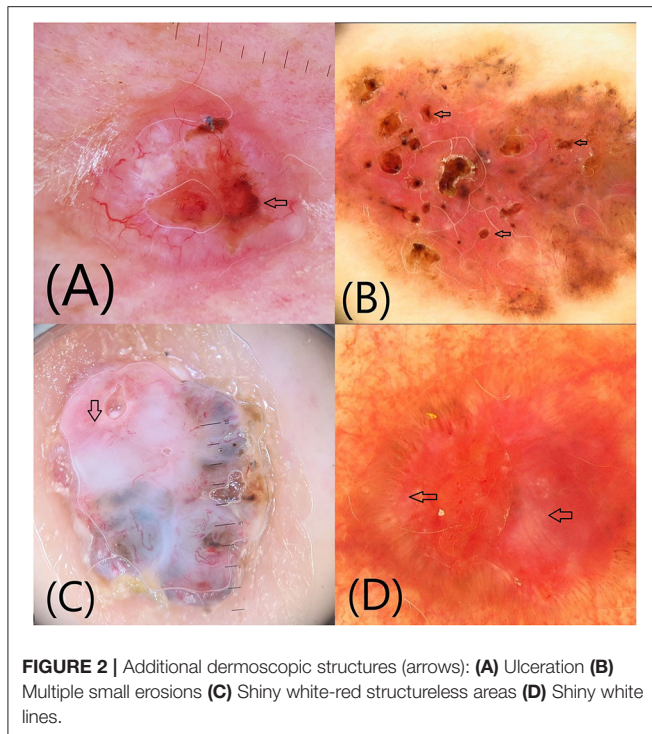 (A)
(B)
(C)
(D)
FIGURE 2 | Additional dermoscopic structures (arrows): (A) Ulceration (B)
Multiple small erosions (C) Shiny white-red structureless areas (D) Shiny white
lines.